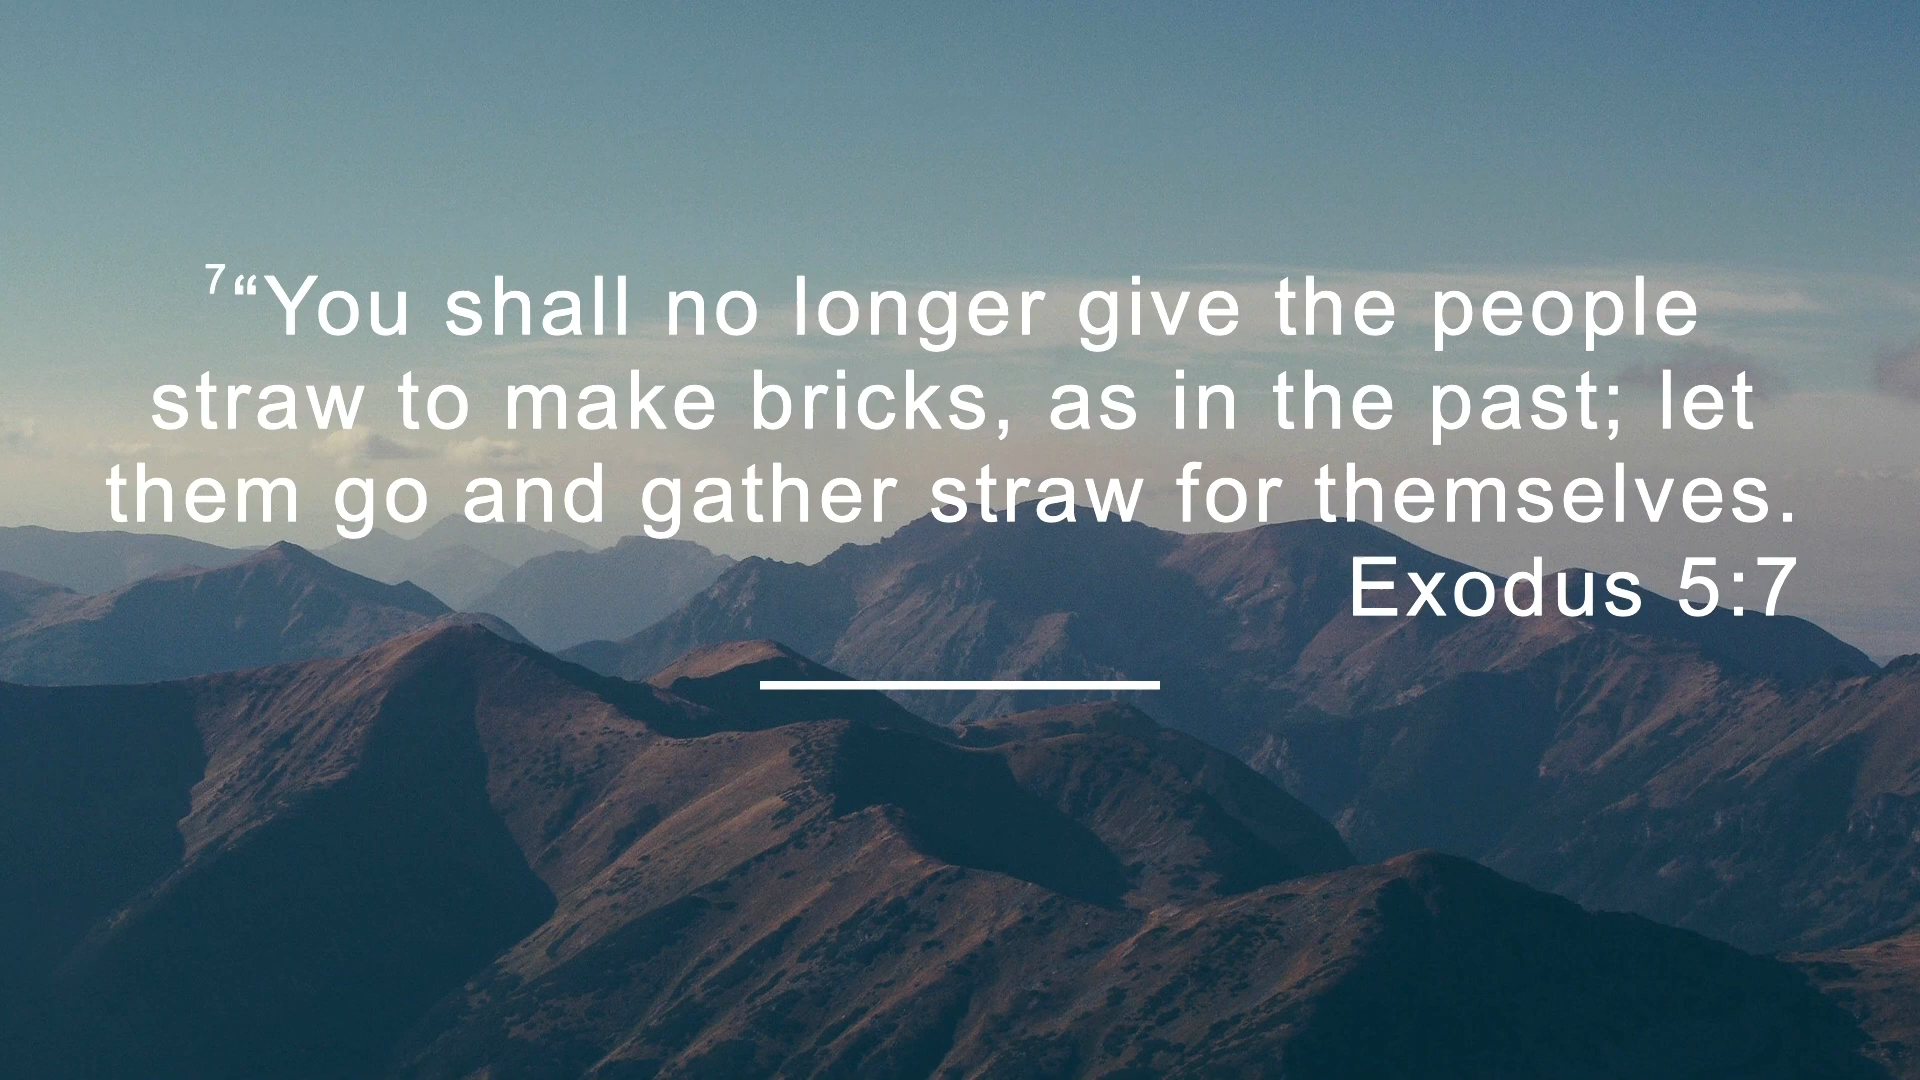 7“You shall no longer give the people
straw to make bricks, as in the past; let
them go and gather straw for themselves.
Exodus 5:7